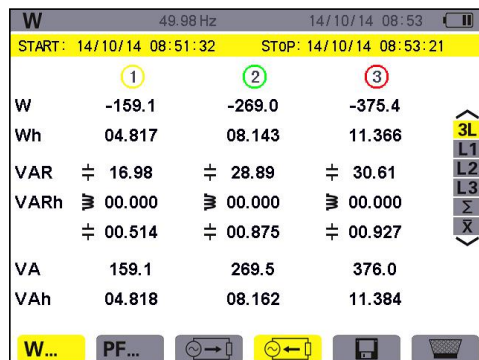 W 49.98 Hz 14/10/14 08:53
START: 14/10/14 08:51:32 STOP: 14/10/14 08:53:21
1 2 3
W -159.1 -269.0 -375.4
Wh 04.817 08.143 11.366
VAR 16.98 28.89 30.61
VARh 00.000 00.000 00.000
00.514 00.875 00.927
VA 159.1 269.5 376.0
VAh 04.818 08.162 11.384
3L
L1
L2
L3
Σ
X̄
W... PF...